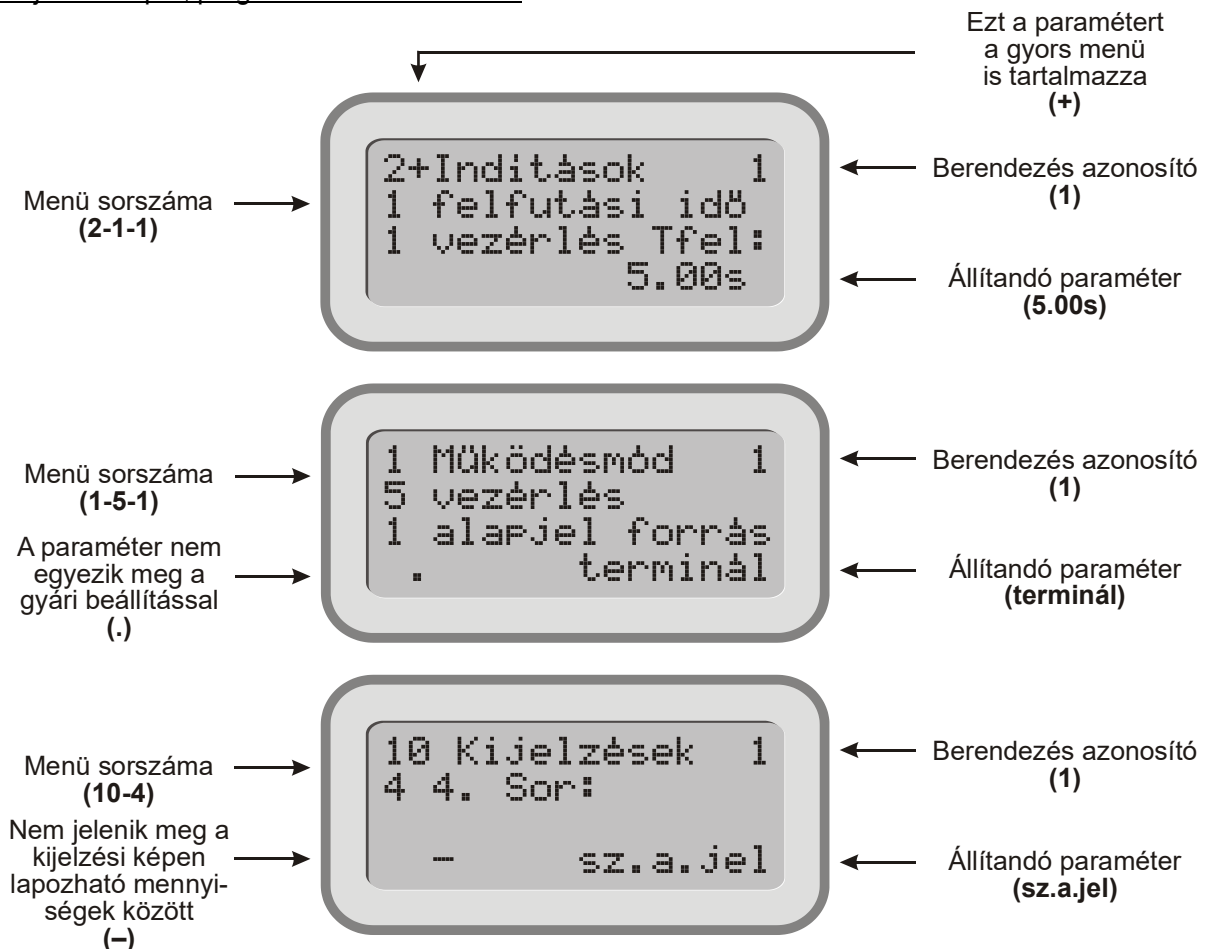 Ezt a paramétert
a gyors menü
is tartalmazza
(+)
Menü sorszáma
(2-1-1)
2+Indítások 1
1 felfutási idő
1 vezérlés Tfel:
5.00s
Berendezés azonosító
(1)
Állítandó paraméter
(5.00s)
Menü sorszáma
(1-5-1)
A paraméter nem
egyezik meg a
gyári beállítással
(.)
1 Működésmód 1
5 vezérlés
1 alapjel forrás
. terminál
Berendezés azonosító
(1)
Állítandó paraméter
(terminál)
Menü sorszáma
(10-4)
Nem jelenik meg a
kijelzési képen
lapozható mennyi-
ségek között
(–)
10 Kijelzések 1
4 4. Sor:
– sz.a.jel
Berendezés azonosító
(1)
Állítandó paraméter
(sz.a.jel)